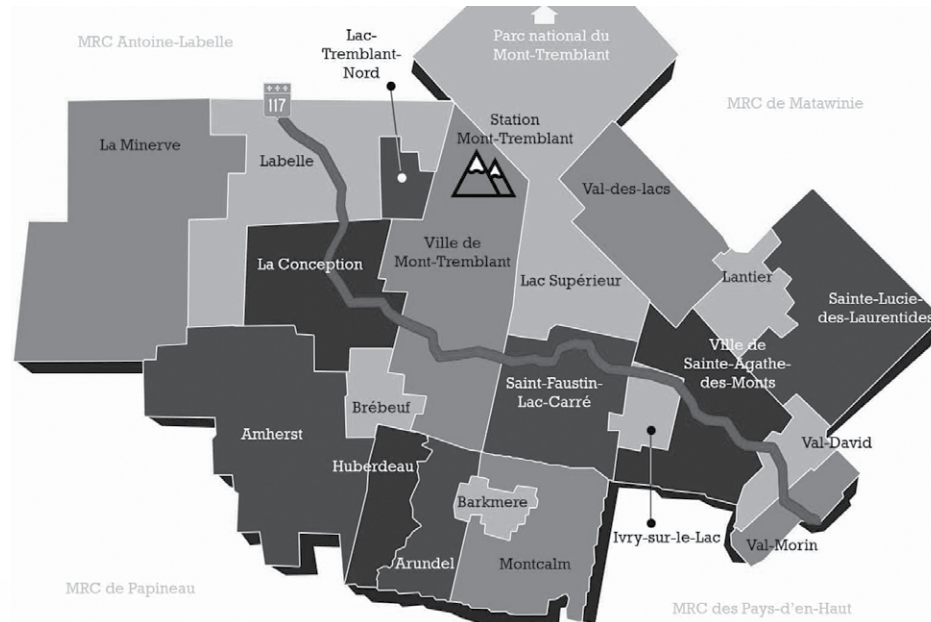 MRC Antoine-Labelle
Lac-
Tremblant-
Nord
Parc national du
Mont-Tremblant
MRC de Matawinie
117
Station
Mont-Tremblant
La Minerve
Labelle
Val-des-lacs
Ville de
Mont-Tremblant
La Conception
Lac Supérieur
Lantier
Sainte-Lucie-
des-Laurentides
Ville de
Sainte-Agathe-
des-Monts
Saint-Faustin-
Lac-Carré
Brébeuf
Amherst
Val-David
Huberdeau
Barkmere
Ivry-sur-le-Lac
Val-Morin
Arundel
Montcalm
MRC de Papineau
MRC des Pays-d'en-Haut